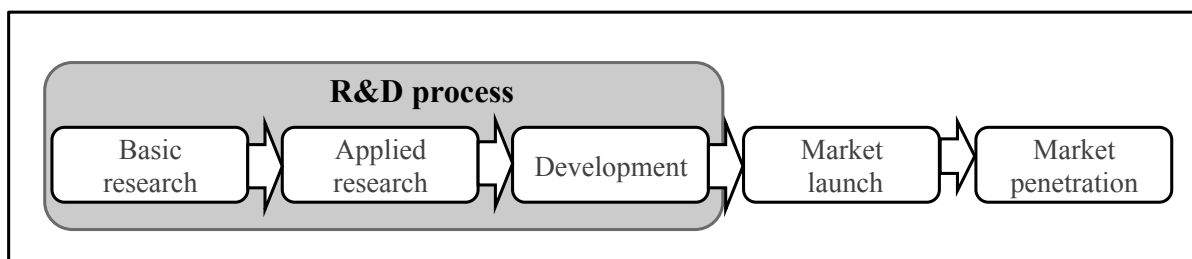 R&D process
Basic
research
Applied
research
Development
Market
launch
Market
penetration